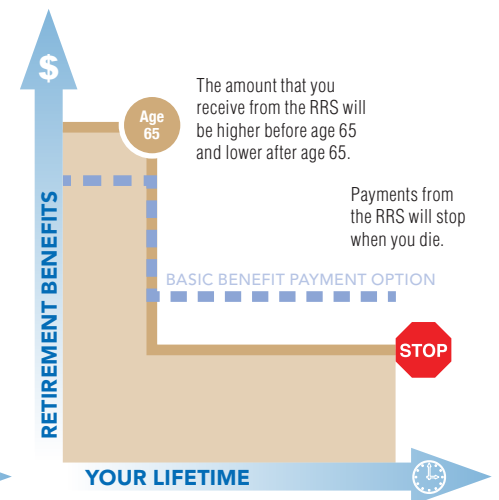 $
The amount that you
receive from the RRS will
be higher before age 65
and lower after age 65.
Age
65
Payments from
the RRS will stop
when you die.
RETIREMENT BENEFITS
BASIC BENEFIT PAYMENT OPTION
STOP
YOUR LIFETIME